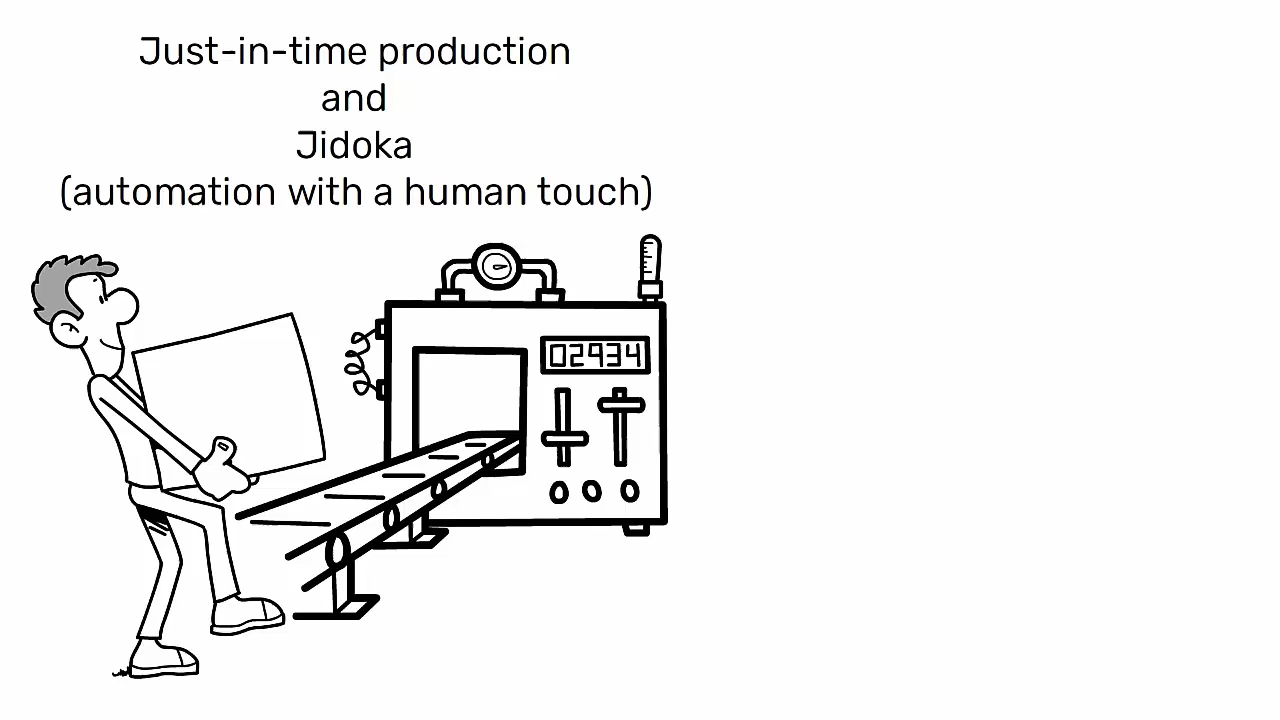 Just-in-time production
and
Jidoka
(automation with a human touch)
02934